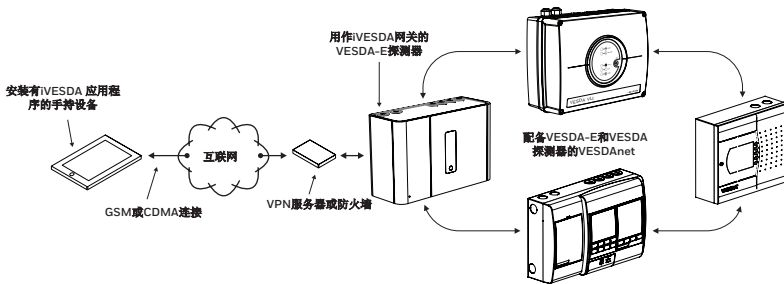 用作iVESDA网关的
VESDA-E探测器
安装有iVESDA 应用程
序的手持设备
互联网
配备VESDA-E和VESDA
探测器的VESDAnet
VPN服务器或防火墙
GSM或CDMA连接